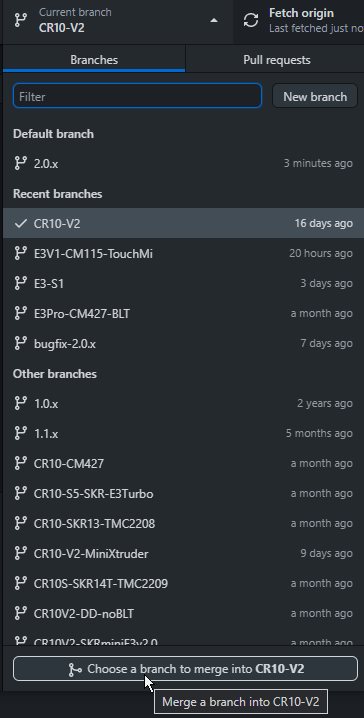 Current branch
CR10-V2
Fetch origin
Last fetched just no
Branches
Pull requests
Filter
New branch
Default branch
2.0.x 3 minutes ago
Recent branches
CR10-V2 16 days ago
E3V1-CM115-TouchMi 20 hours ago
E3-S1 3 days ago
E3Pro-CM427-BLT a month ago
bugfix-2.0.x 7 days ago
Other branches
1.0.x 2 years ago
1.1.x 5 months ago
CR10-CM427 a month ago
CR10-S5-SKR-E3Turbo a month ago
CR10-SKR13-TMC2208 a month ago
CR10-V2-MiniXtruder 9 days ago
CR10S-SKR14T-TMC2209 a month ago
CR10V2-DD-noBLT a month ago
CR10V2-SKRminiE3v2.0 a month ago
Choose a branch to merge into CR10-V2
Merge a branch into CR10-V2